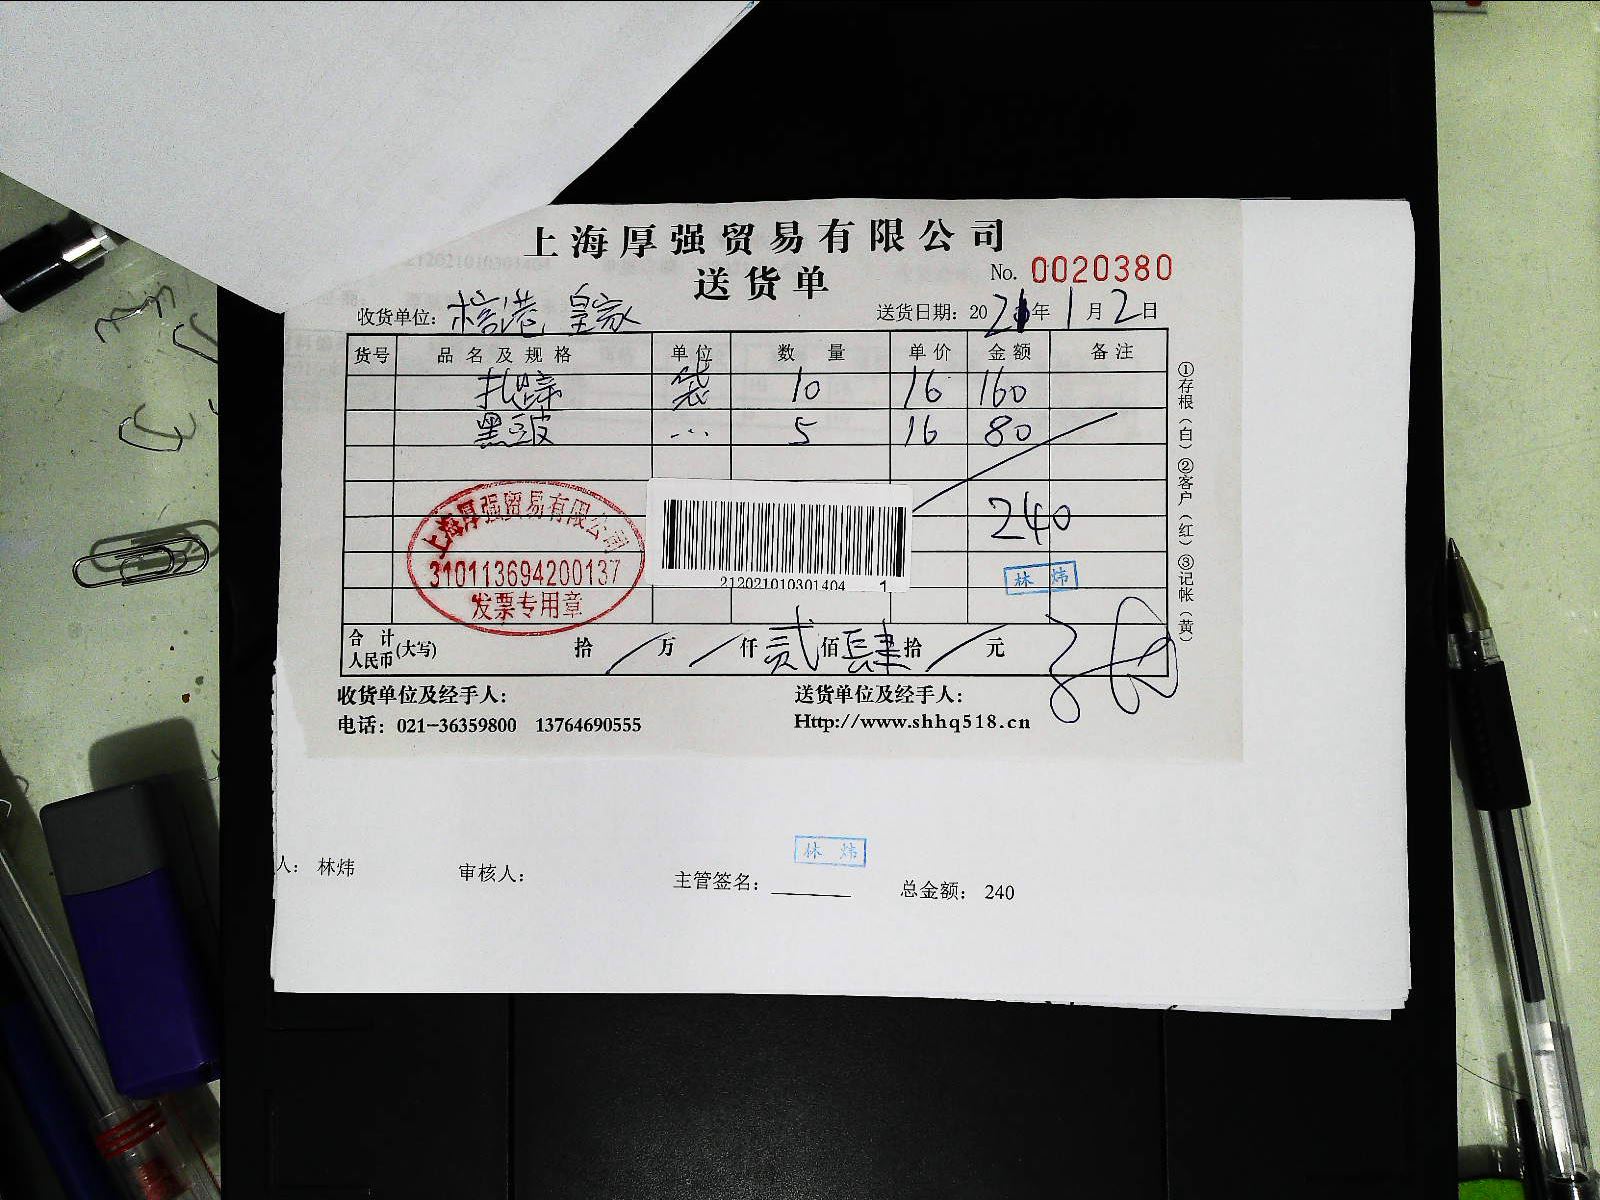 上海厚强贸易有限公司
送货单
No. 0020380
收货单位: 皇家
送货日期: 2021年1月2日
货号 品名及规格 单位 数量 单价 金额 备注
扎蹄 袋 10 16 160
黑豆皮 … 5 16 80
240
上海厚强贸易有限公司
310113694200137
发票专用章
212021010301404 1
林炜
合计人民币(大写) 拾 万 仟 贰 佰 肆 拾 元
①存根(白) ②客户(红) ③记帐(黄)
收货单位及经手人: 送货单位及经手人:
电话: 021-36359800 13764690555 Http://www.shhq518.cn
林炜
人: 林炜 审核人: 主管签名: 总金额: 240